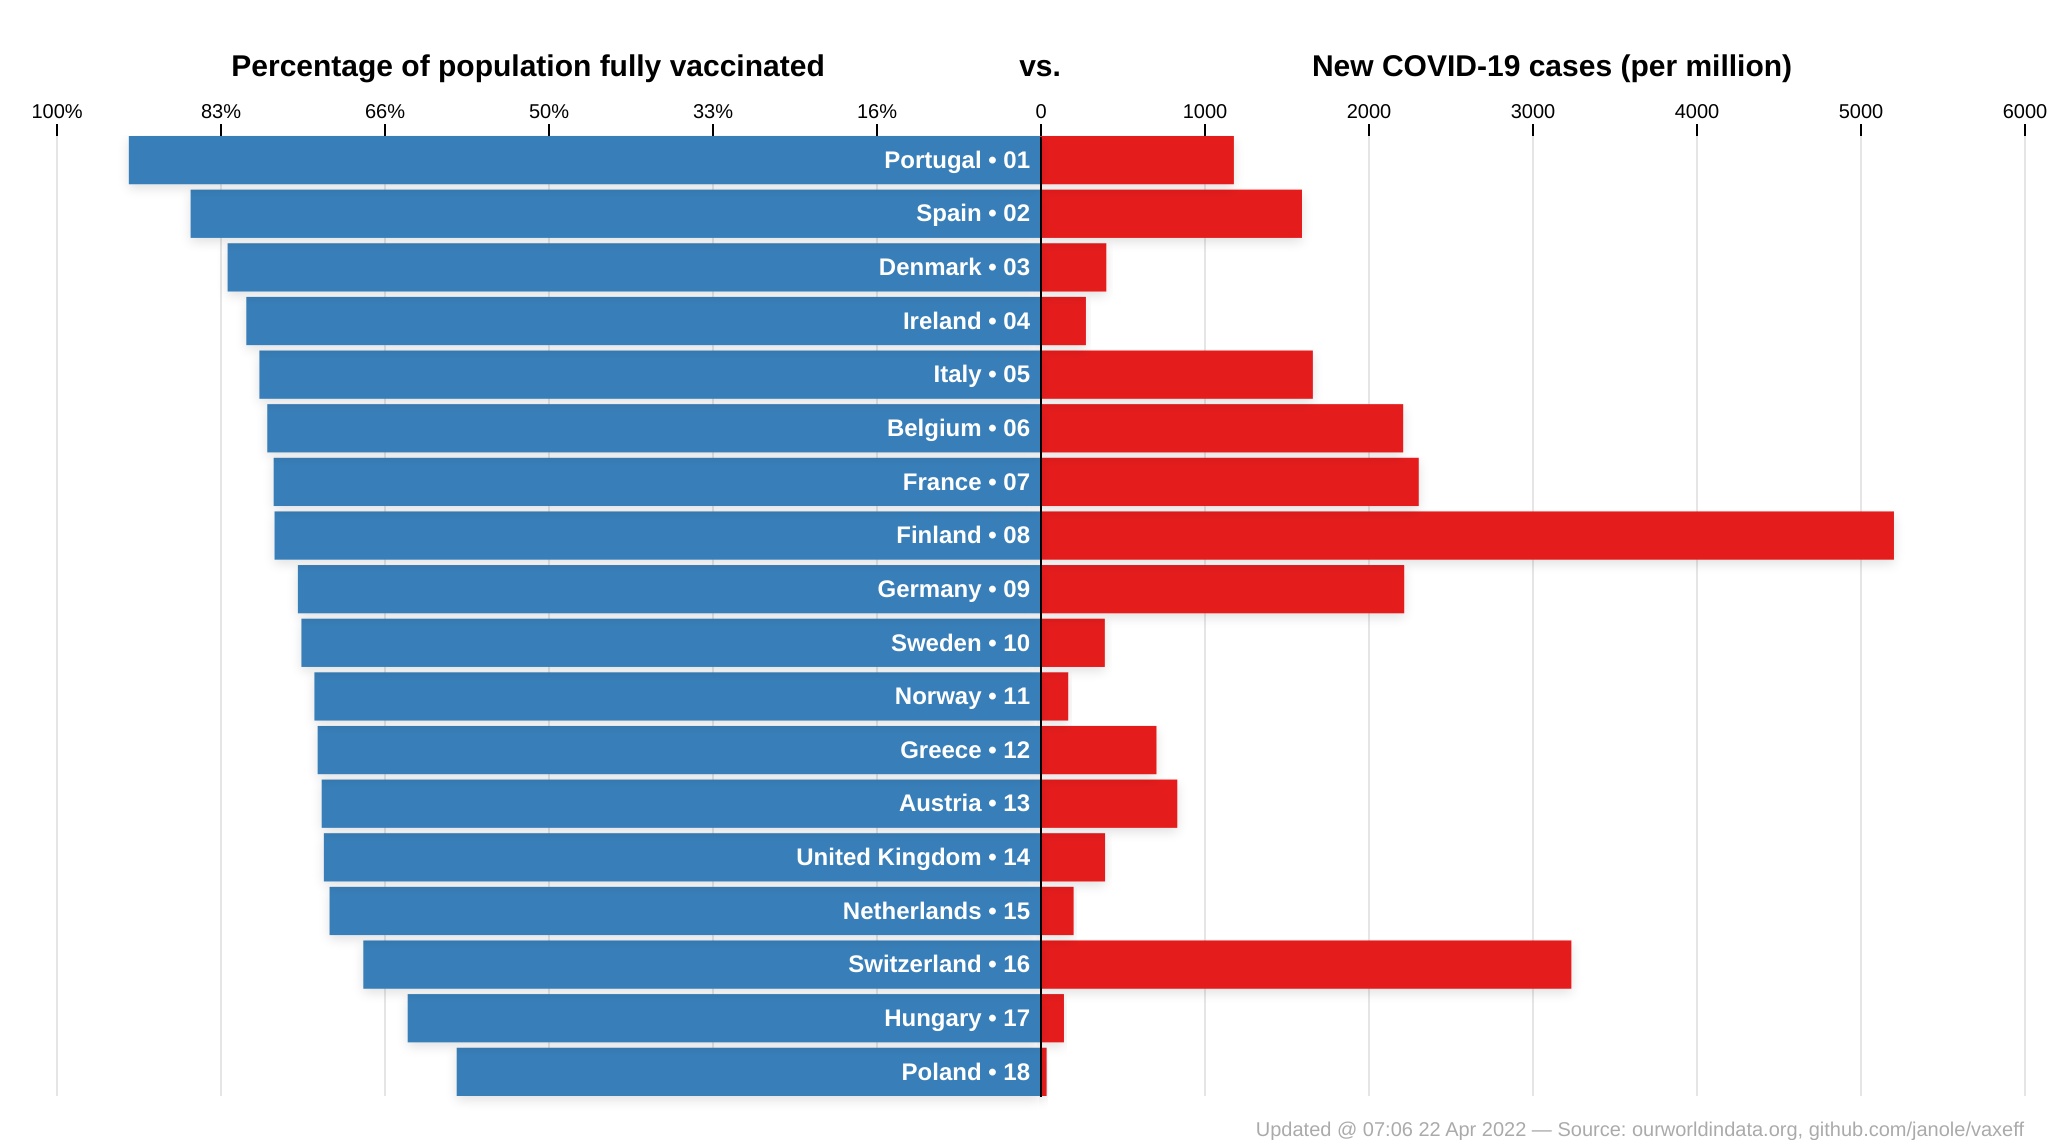 Percentage of population fully vaccinated vs. New COVID-19 cases (per million)
100% 83% 66% 50% 33% 16% 0 1000 2000 3000 4000 5000 6000
Portugal • 01
Spain • 02
Denmark • 03
Ireland • 04
Italy • 05
Belgium • 06
France • 07
Finland • 08
Germany • 09
Sweden • 10
Norway • 11
Greece • 12
Austria • 13
United Kingdom • 14
Netherlands • 15
Switzerland • 16
Hungary • 17
Poland • 18
Updated @ 07:06 22 Apr 2022 — Source: ourworldindata.org, github.com/janole/vaxeff